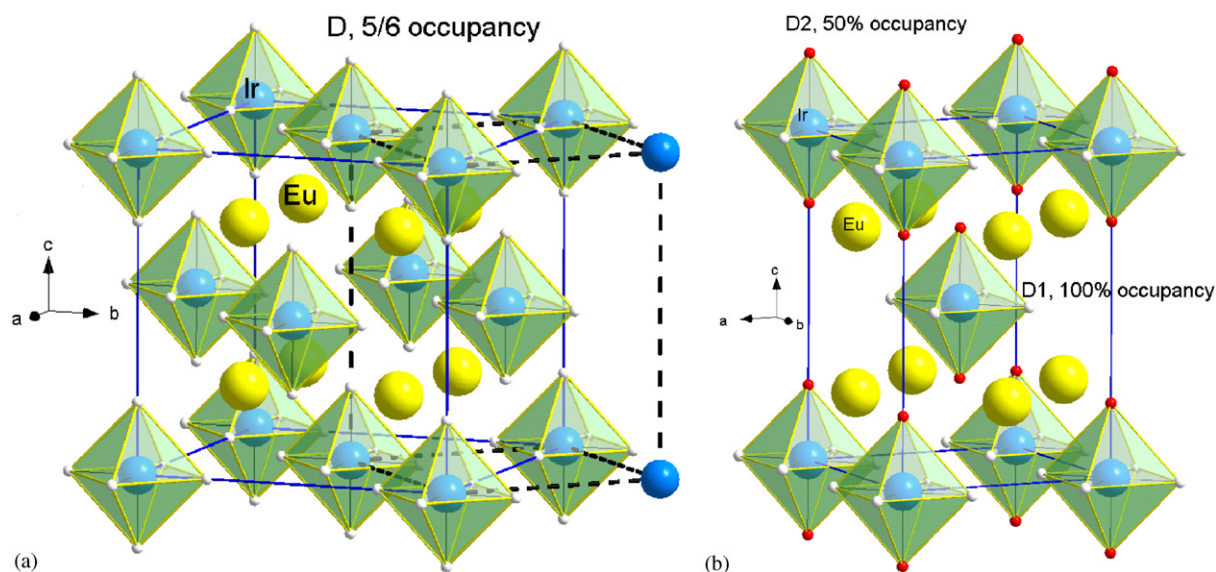 D, 5/6 occupancy
Ir
Eu
c
a
b
(a)
D2, 50% occupancy
Ir
Eu
D1, 100% occupancy
c
a
b
(b)